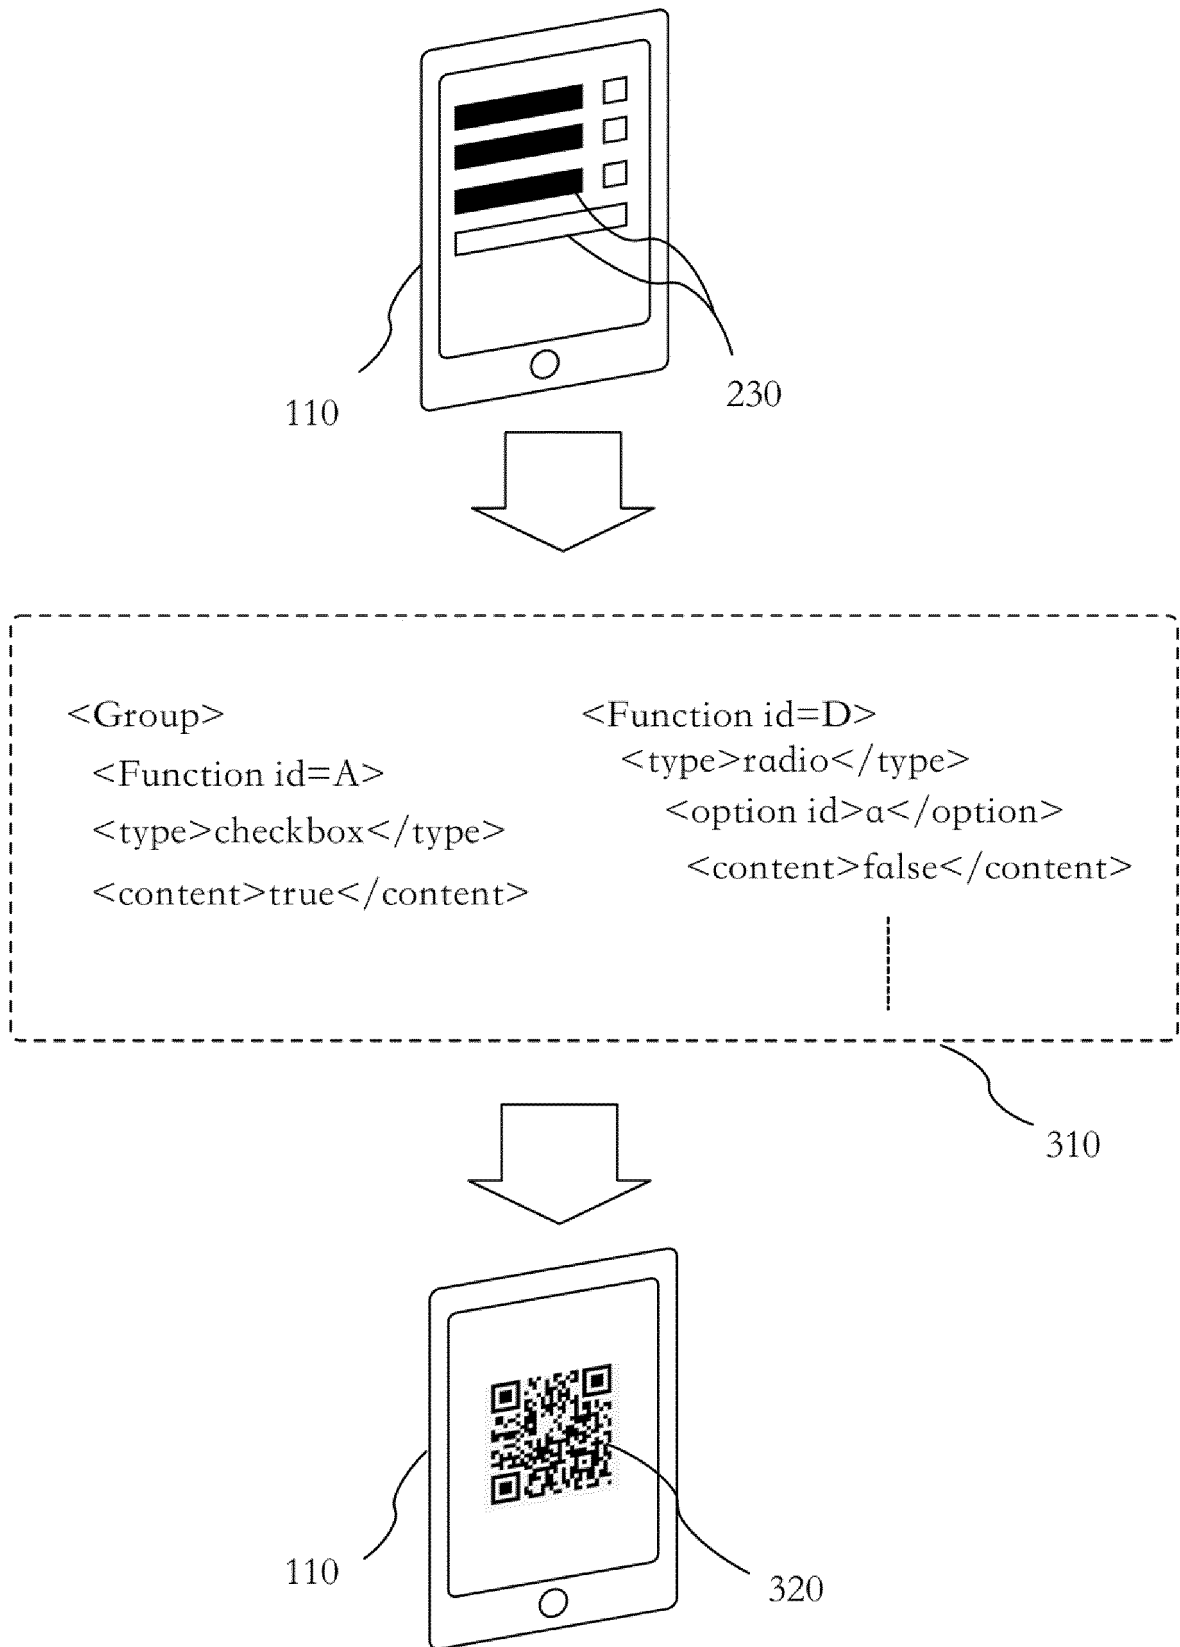 230
110
<Group>
<Function id=A>
<type>checkbox</type>
<content>true</content>
<Function id=D>
<type>radio</type>
<option id>a</option>
<content>false</content>
310
110
320